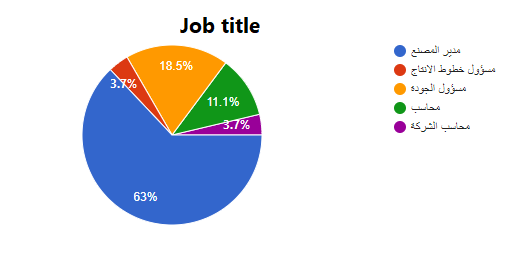 Job title
مدير المصنع
مسؤول خطوط الانتاج
مسؤول الجودة
محاسب
محاسب الشركة
18.5%
3.7%
11.1%
3.7%
63%